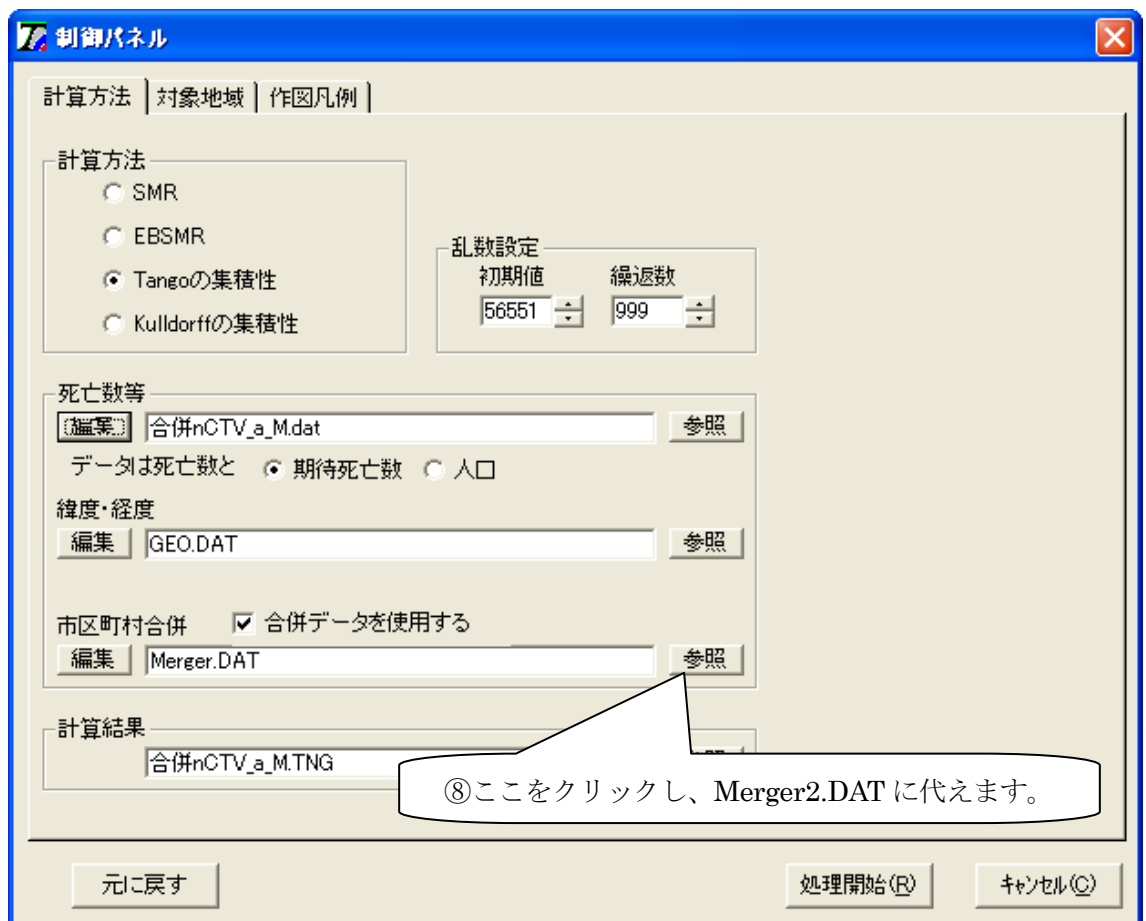 制御パネル
計算方法 対象地域 作図凡例
計算方法
SMR
EBSMR
Tangoの集積性
Kulldorffの集積性
乱数設定
初期値 繰返数
56551 999
死亡数等
編集 合併nCTV_a_M.dat 参照
データは死亡数と 期待死亡数 人口
緯度・経度
編集 GEO.DAT 参照
市区町村合併 合併データを使用する
編集 Merger.DAT 参照
計算結果
合併nCTV_a_M.TNG
⑧ここをクリックし、Merger2.DAT に代えます。
元に戻す 処理開始(R) キャンセル(C)